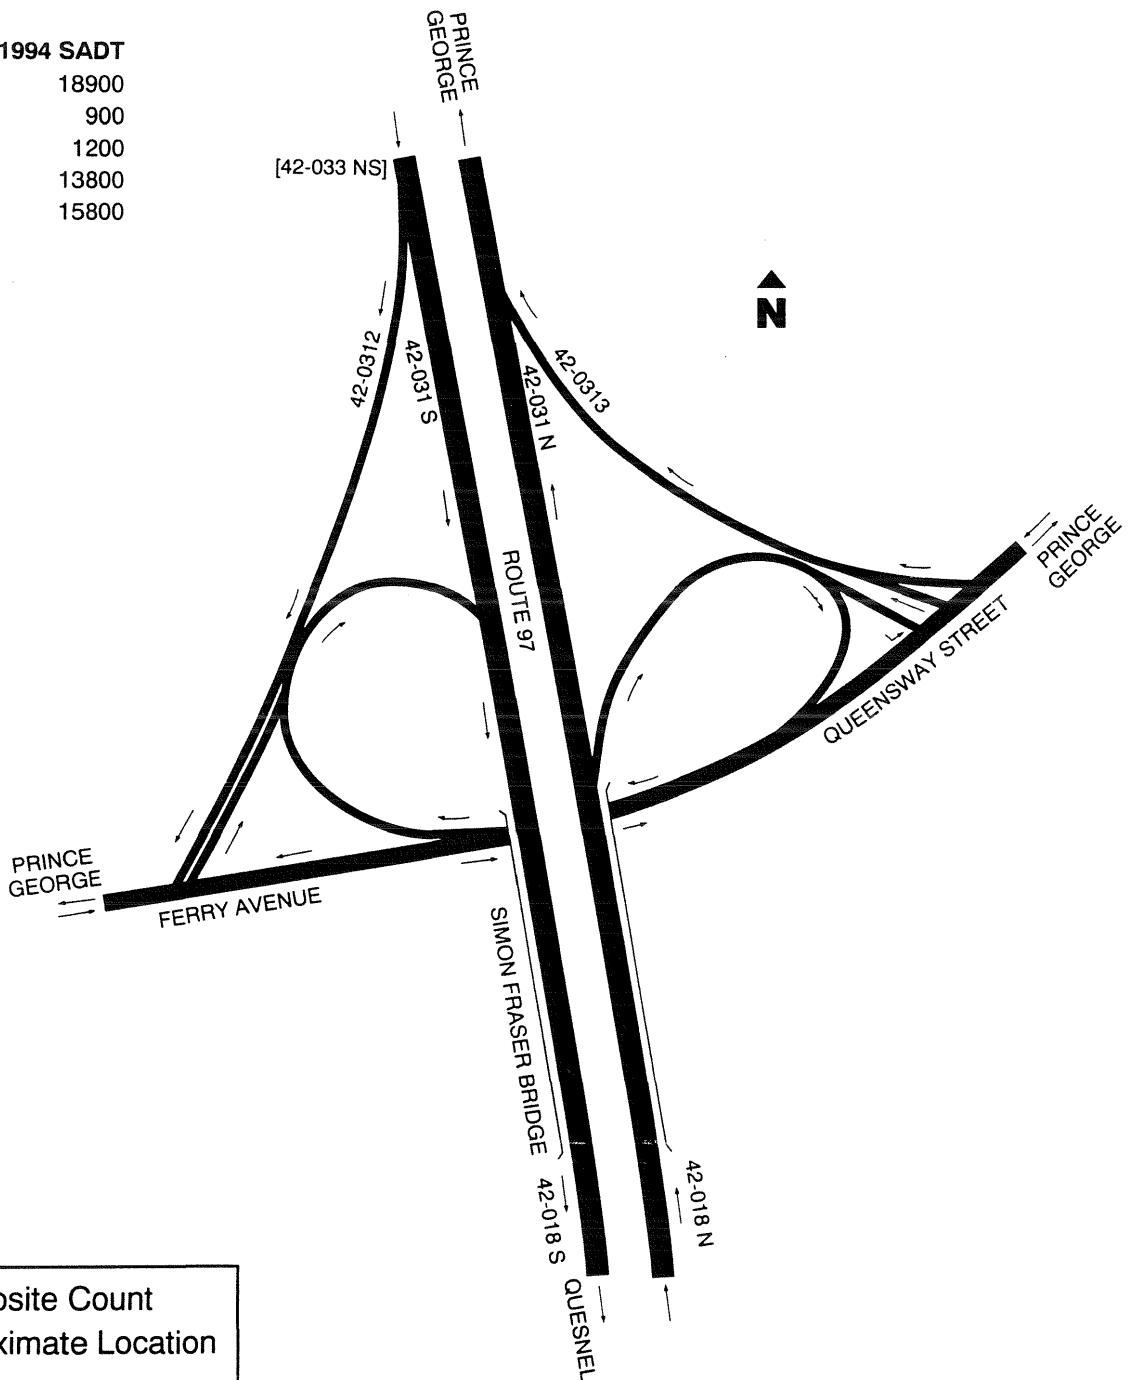 1994 SADT
18900
900
1200
13800
15800
PRINCE
GEORGE
[42-033 NS]
N
42-0312
42-031 S
42-031 N
42-0313
ROUTE 97
PRINCE
GEORGE
QUEENSWAY STREET
PRINCE
GEORGE
FERRY AVENUE
SIMON FRASER BRIDGE
42-018 S
42-018 N
QUESNEL
osite Count
ximate Location